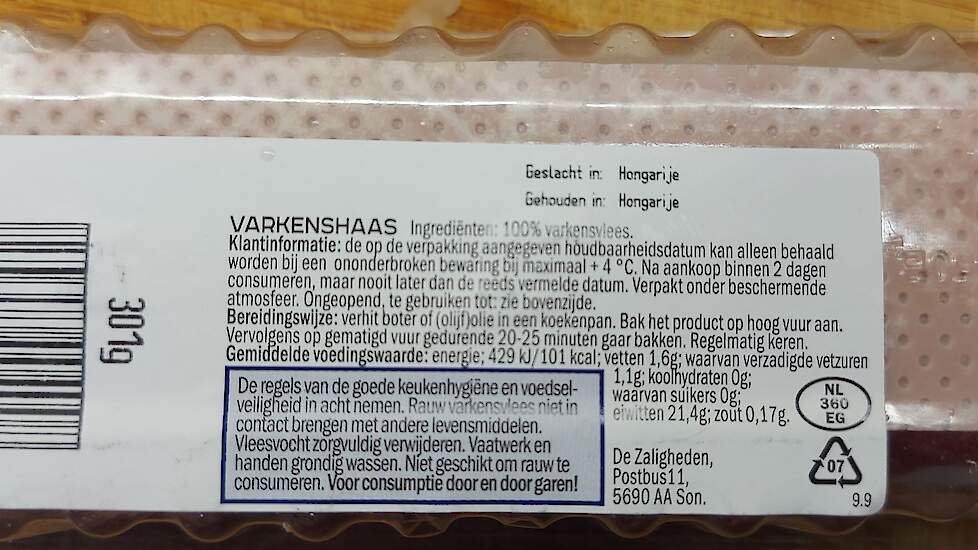 Geslacht in: Hongarije
Gehouden in: Hongarije
VARKENSHAAS Ingrediënten: 100% varkensvlees.
Klantinformatie: de op de verpakking aangegeven houdbaarheidsdatum kan alleen behaald
worden bij een ononderbroken bewaring bij maximaal + 4 °C. Na aankoop binnen 2 dagen
consumeren, maar nooit later dan de reeds vermelde datum. Verpakt onder beschermende
atmosfeer. Ongeopend, te gebruiken tot: zie bovenzijde.
Bereidingswijze: verhit boter of (olijf)olie in een koekenpan. Bak het product op hoog vuur aan.
Vervolgens op gematigd vuur gedurende 20-25 minuten gaar bakken. Regelmatig keren.
Gemiddelde voedingswaarde: energie; 429 kJ/ 101 kcal; vetten 1,6g; waarvan verzadigde vetzuren
1,1g; koolhydraten 0g;
waarvan suikers 0g;
eiwitten 21,4g; zout 0,17g.
De regels van de goede keukenhygiëne en voedsel-
veiligheid in acht nemen. Rauw varkensvlees niet in
contact brengen met andere levensmiddelen.
Vleesvocht zorgvuldig verwijderen. Vaatwerk en
handen grondig wassen. Niet geschikt om rauw te
consumeren. Voor consumptie door en door garen!
De Zaligheden,
Postbus11,
5690 AA Son.
NL
360
EG
07
9.9
301g